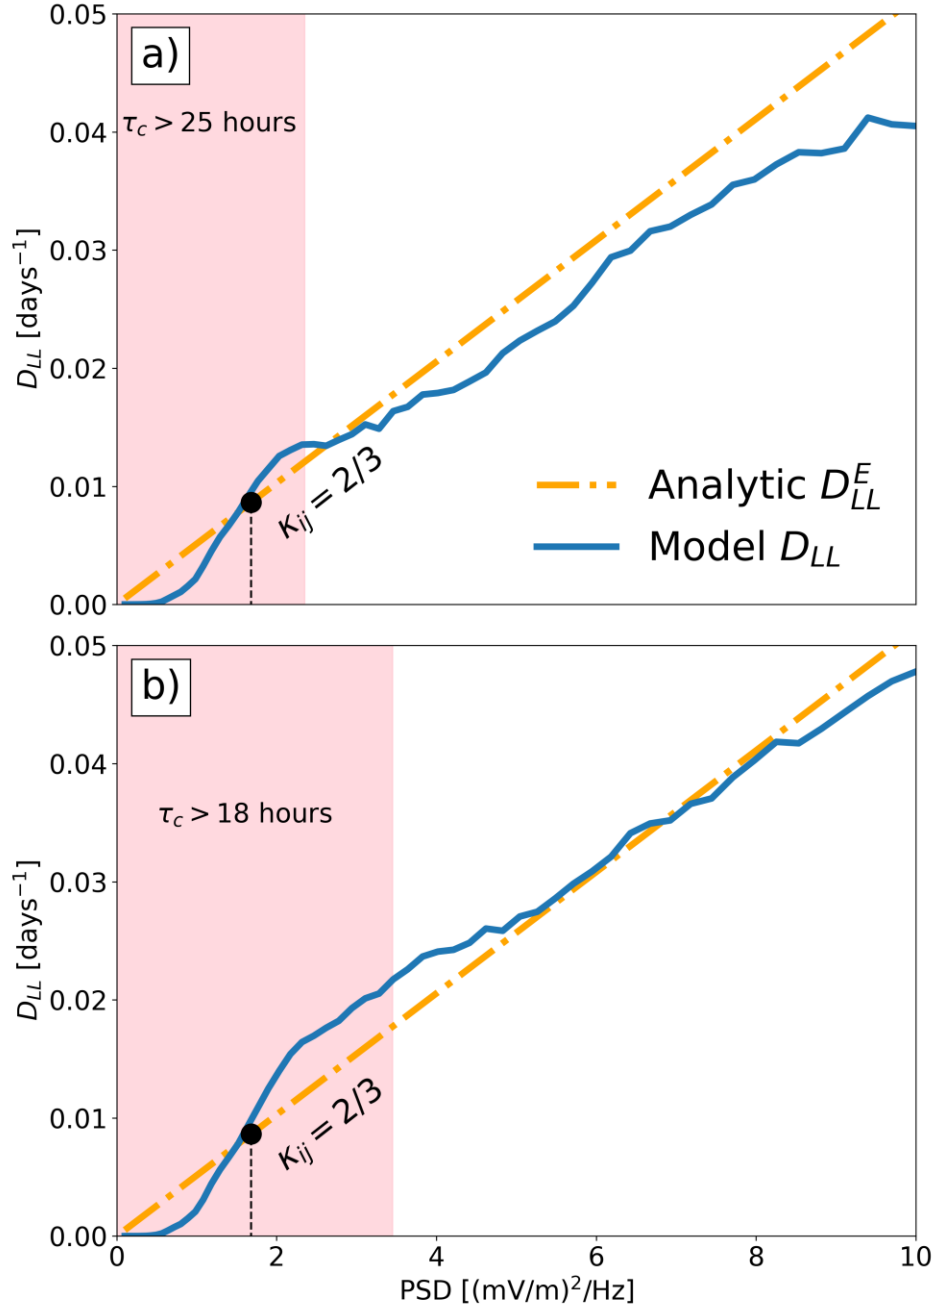 0.05
a)
τc > 25 hours
0.04
0.03
DLL [days−1]
0.02
κij = 2/3
Analytic DELL
0.01
Model DLL
0.00
0.05
b)
0.04
τc > 18 hours
0.03
DLL [days−1]
0.02
κij = 2/3
0.01
0.00
0 2 4 6 8 10
PSD [(mV/m)2/Hz]